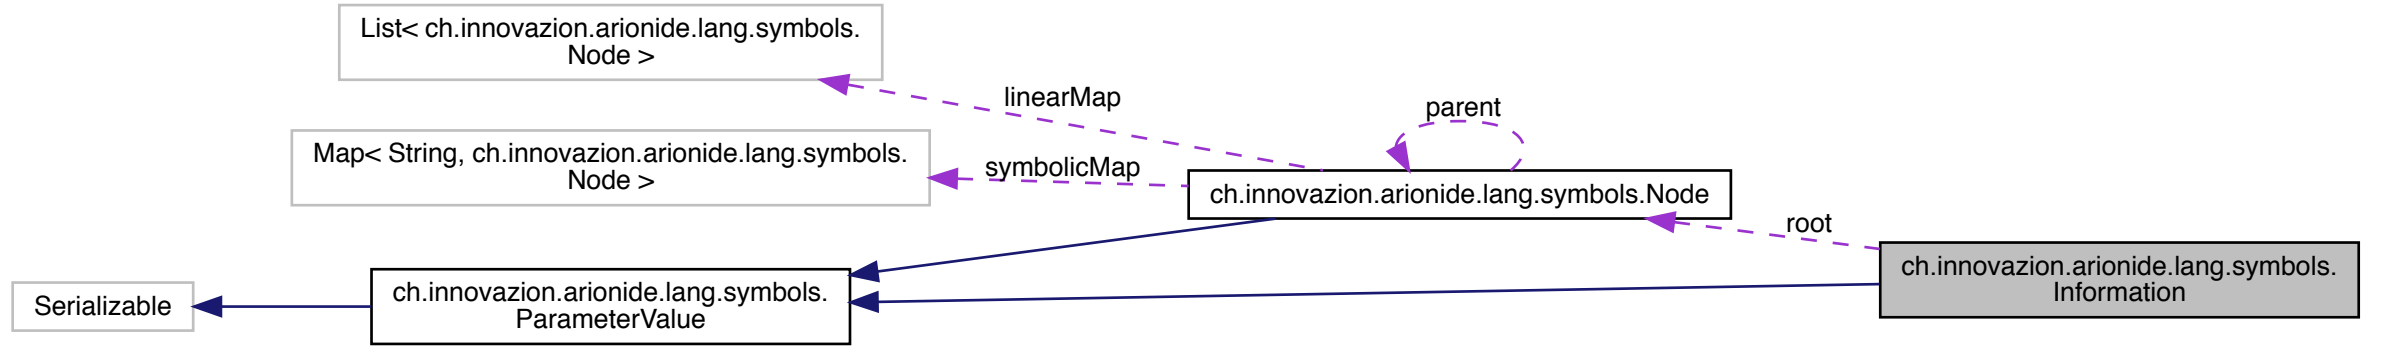 List< ch.innovazion.arionide.lang.symbols.
Node >
linearMap
parent
Map< String, ch.innovazion.arionide.lang.symbols.
Node >
symbolicMap
ch.innovazion.arionide.lang.symbols.Node
root
ch.innovazion.arionide.lang.symbols.
Information
Serializable
ch.innovazion.arionide.lang.symbols.
ParameterValue